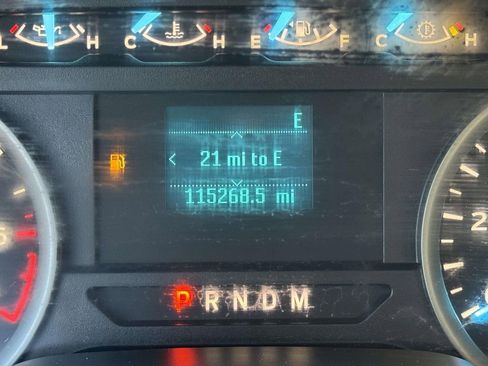 L H C H E F C H
E
21 mi to E
115268.5 mi
P R N D M